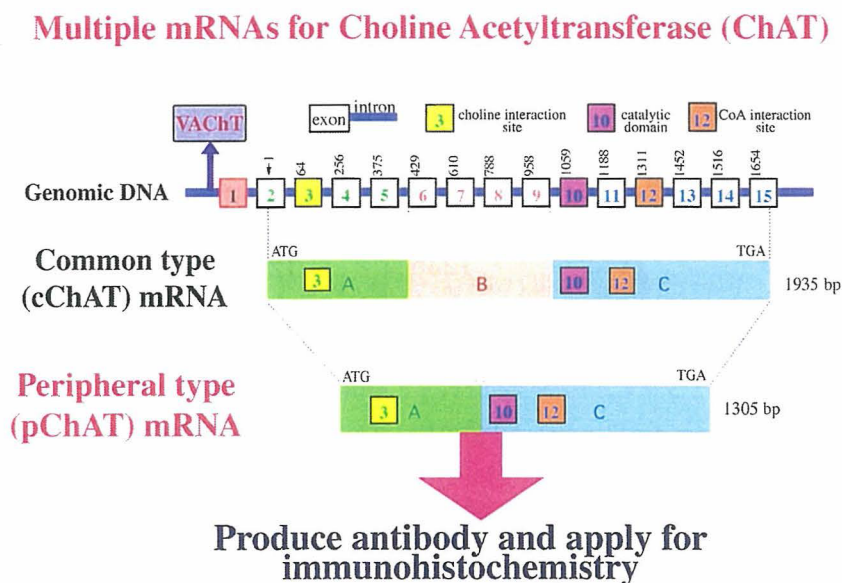 Multiple mRNAs for Choline Acetyltransferase (ChAT)
VAChT
exon
intron
3
choline interaction
site
10
catalytic
domain
12
CoA interaction
site
1
64
256
375
429
610
788
958
1059
1188
1311
1452
1516
1654
Genomic DNA
1 2 3 4 5 6 7 8 9 10 11 12 13 14 15
Common type
(cChAT) mRNA
ATG
TGA
3 A B 10 12 C
1935 bp
Peripheral type
(pChAT) mRNA
ATG
TGA
3 A 10 12 C
1305 bp
Produce antibody and apply for
immunohistochemistry